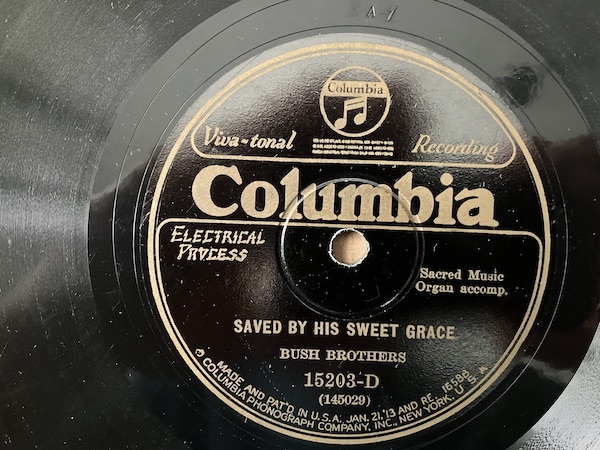 A-1
Columbia
Viva-tonal Recording
Columbia
ELECTRICAL
PROCESS
Sacred Music
Organ accomp.
SAVED BY HIS SWEET GRACE
BUSH BROTHERS
15203-D
(145029)
MADE AND PAT'D IN U.S.A. JAN. 21, '13 AND RE. 16588
COLUMBIA PHONOGRAPH COMPANY, INC., NEW YORK, U.S.A.